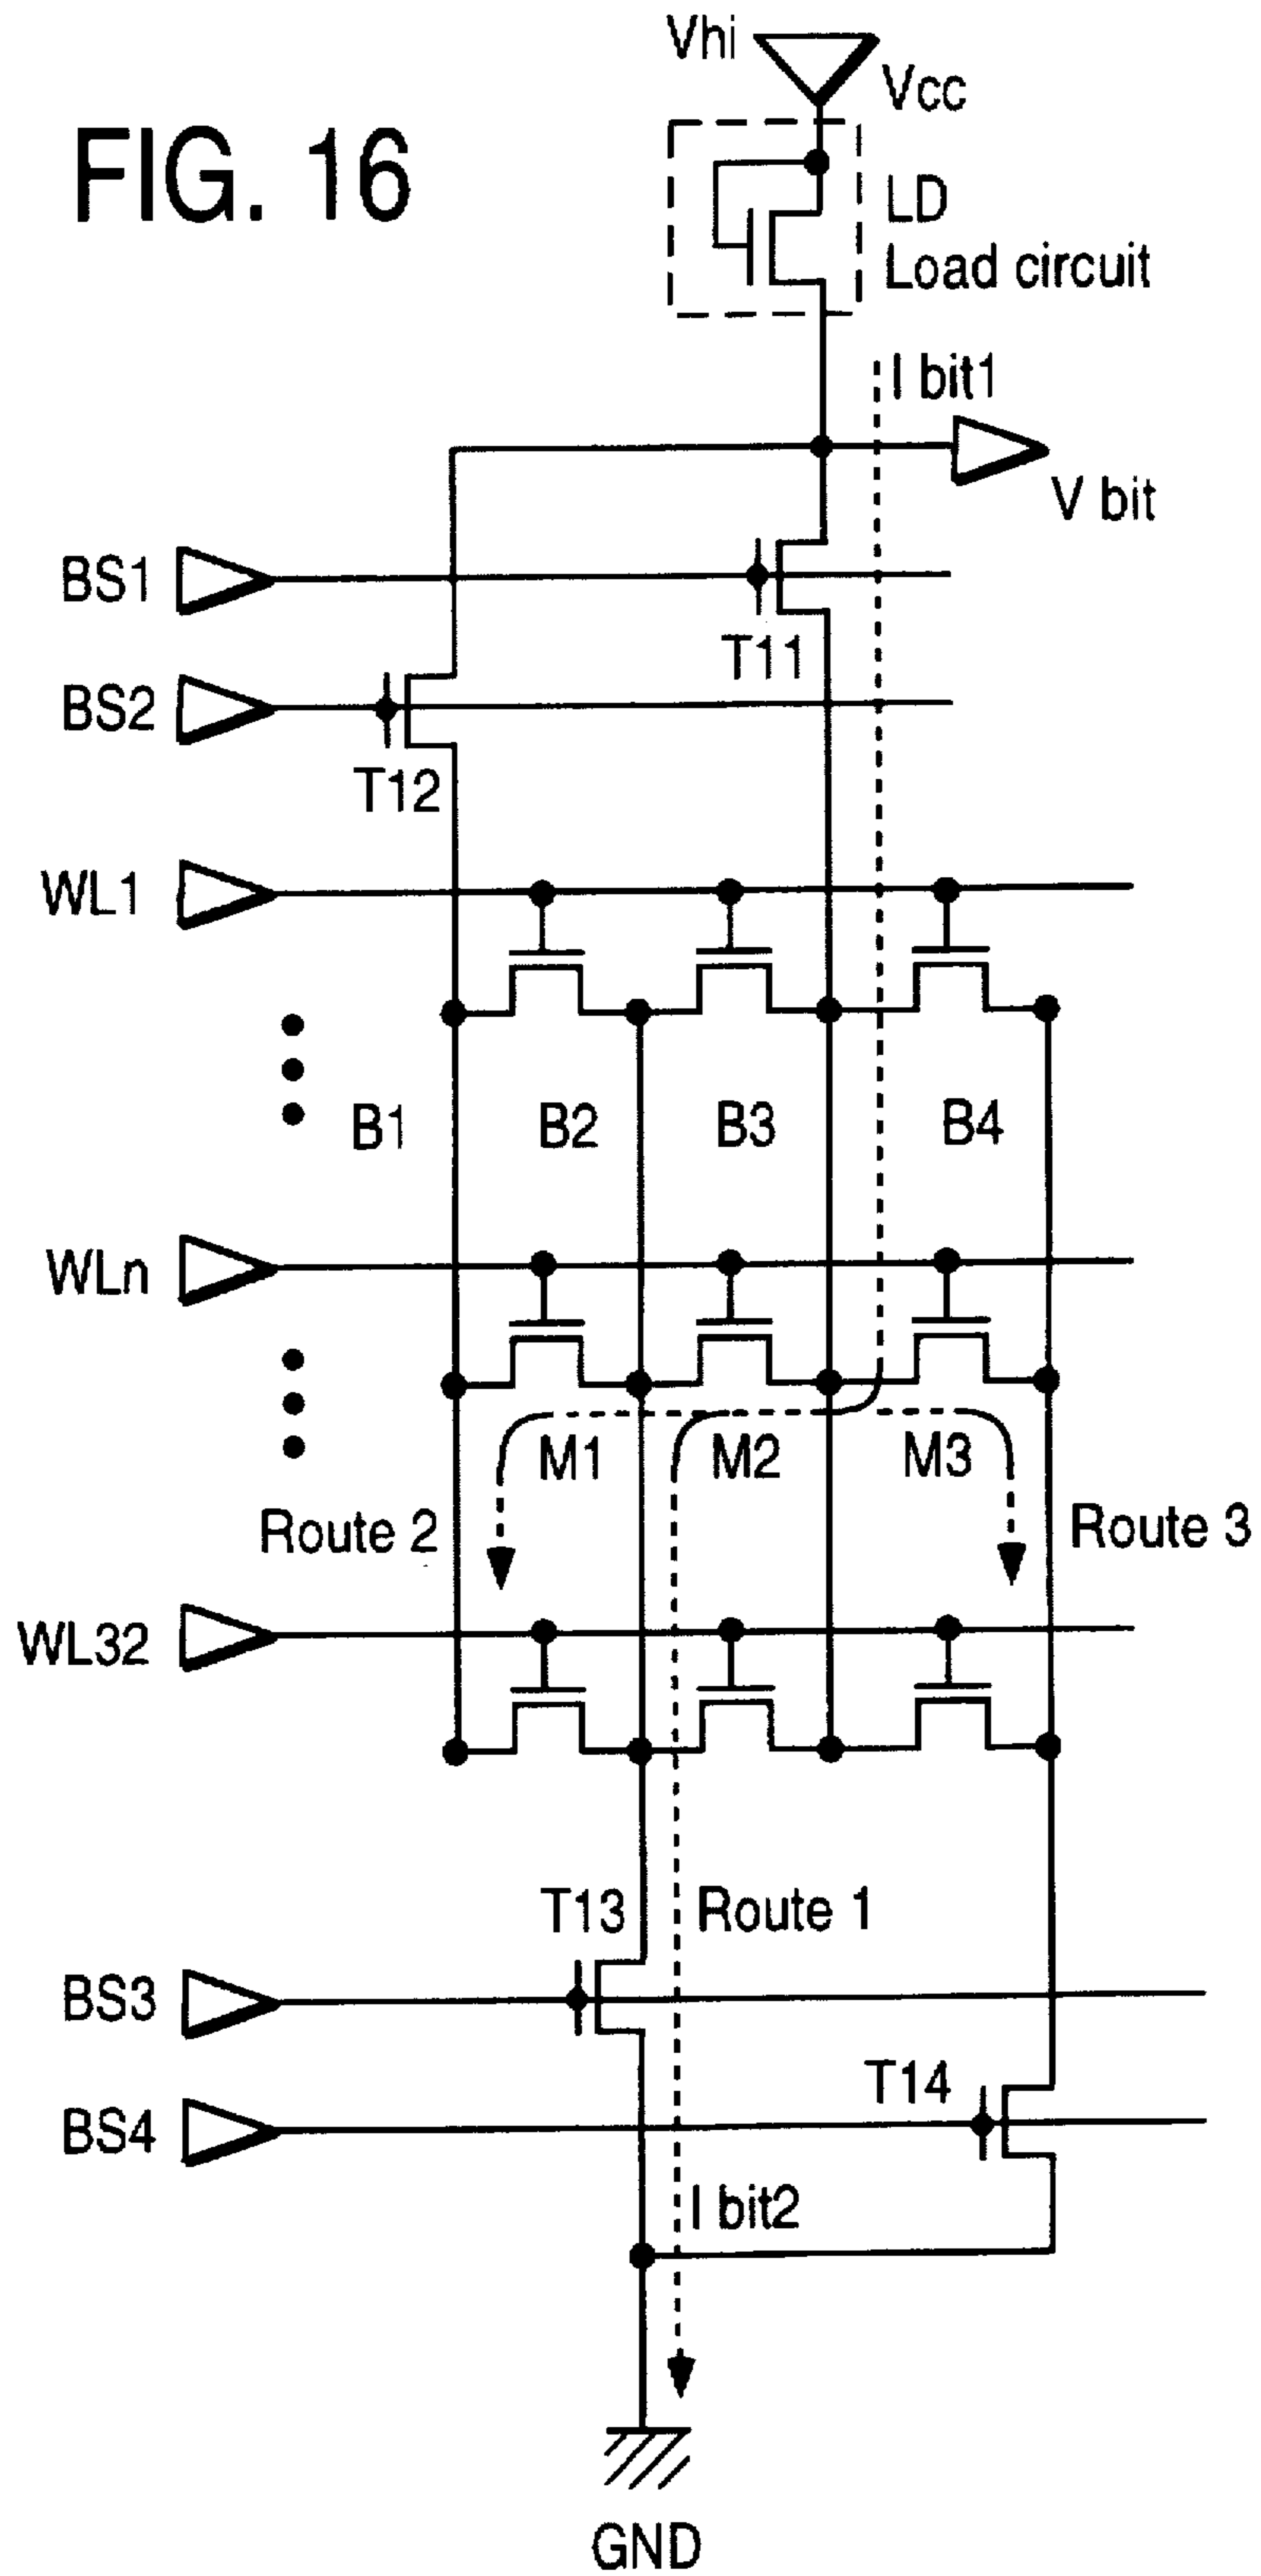 Vhi
Vcc
FIG. 16
LD
Load circuit
I bit1
V bit
BS1
T11
BS2
T12
WL1
B1 B2 B3 B4
WLn
M1 M2 M3
Route 2 Route 3
WL32
T13 Route 1
BS3
T14
BS4
I bit2
GND